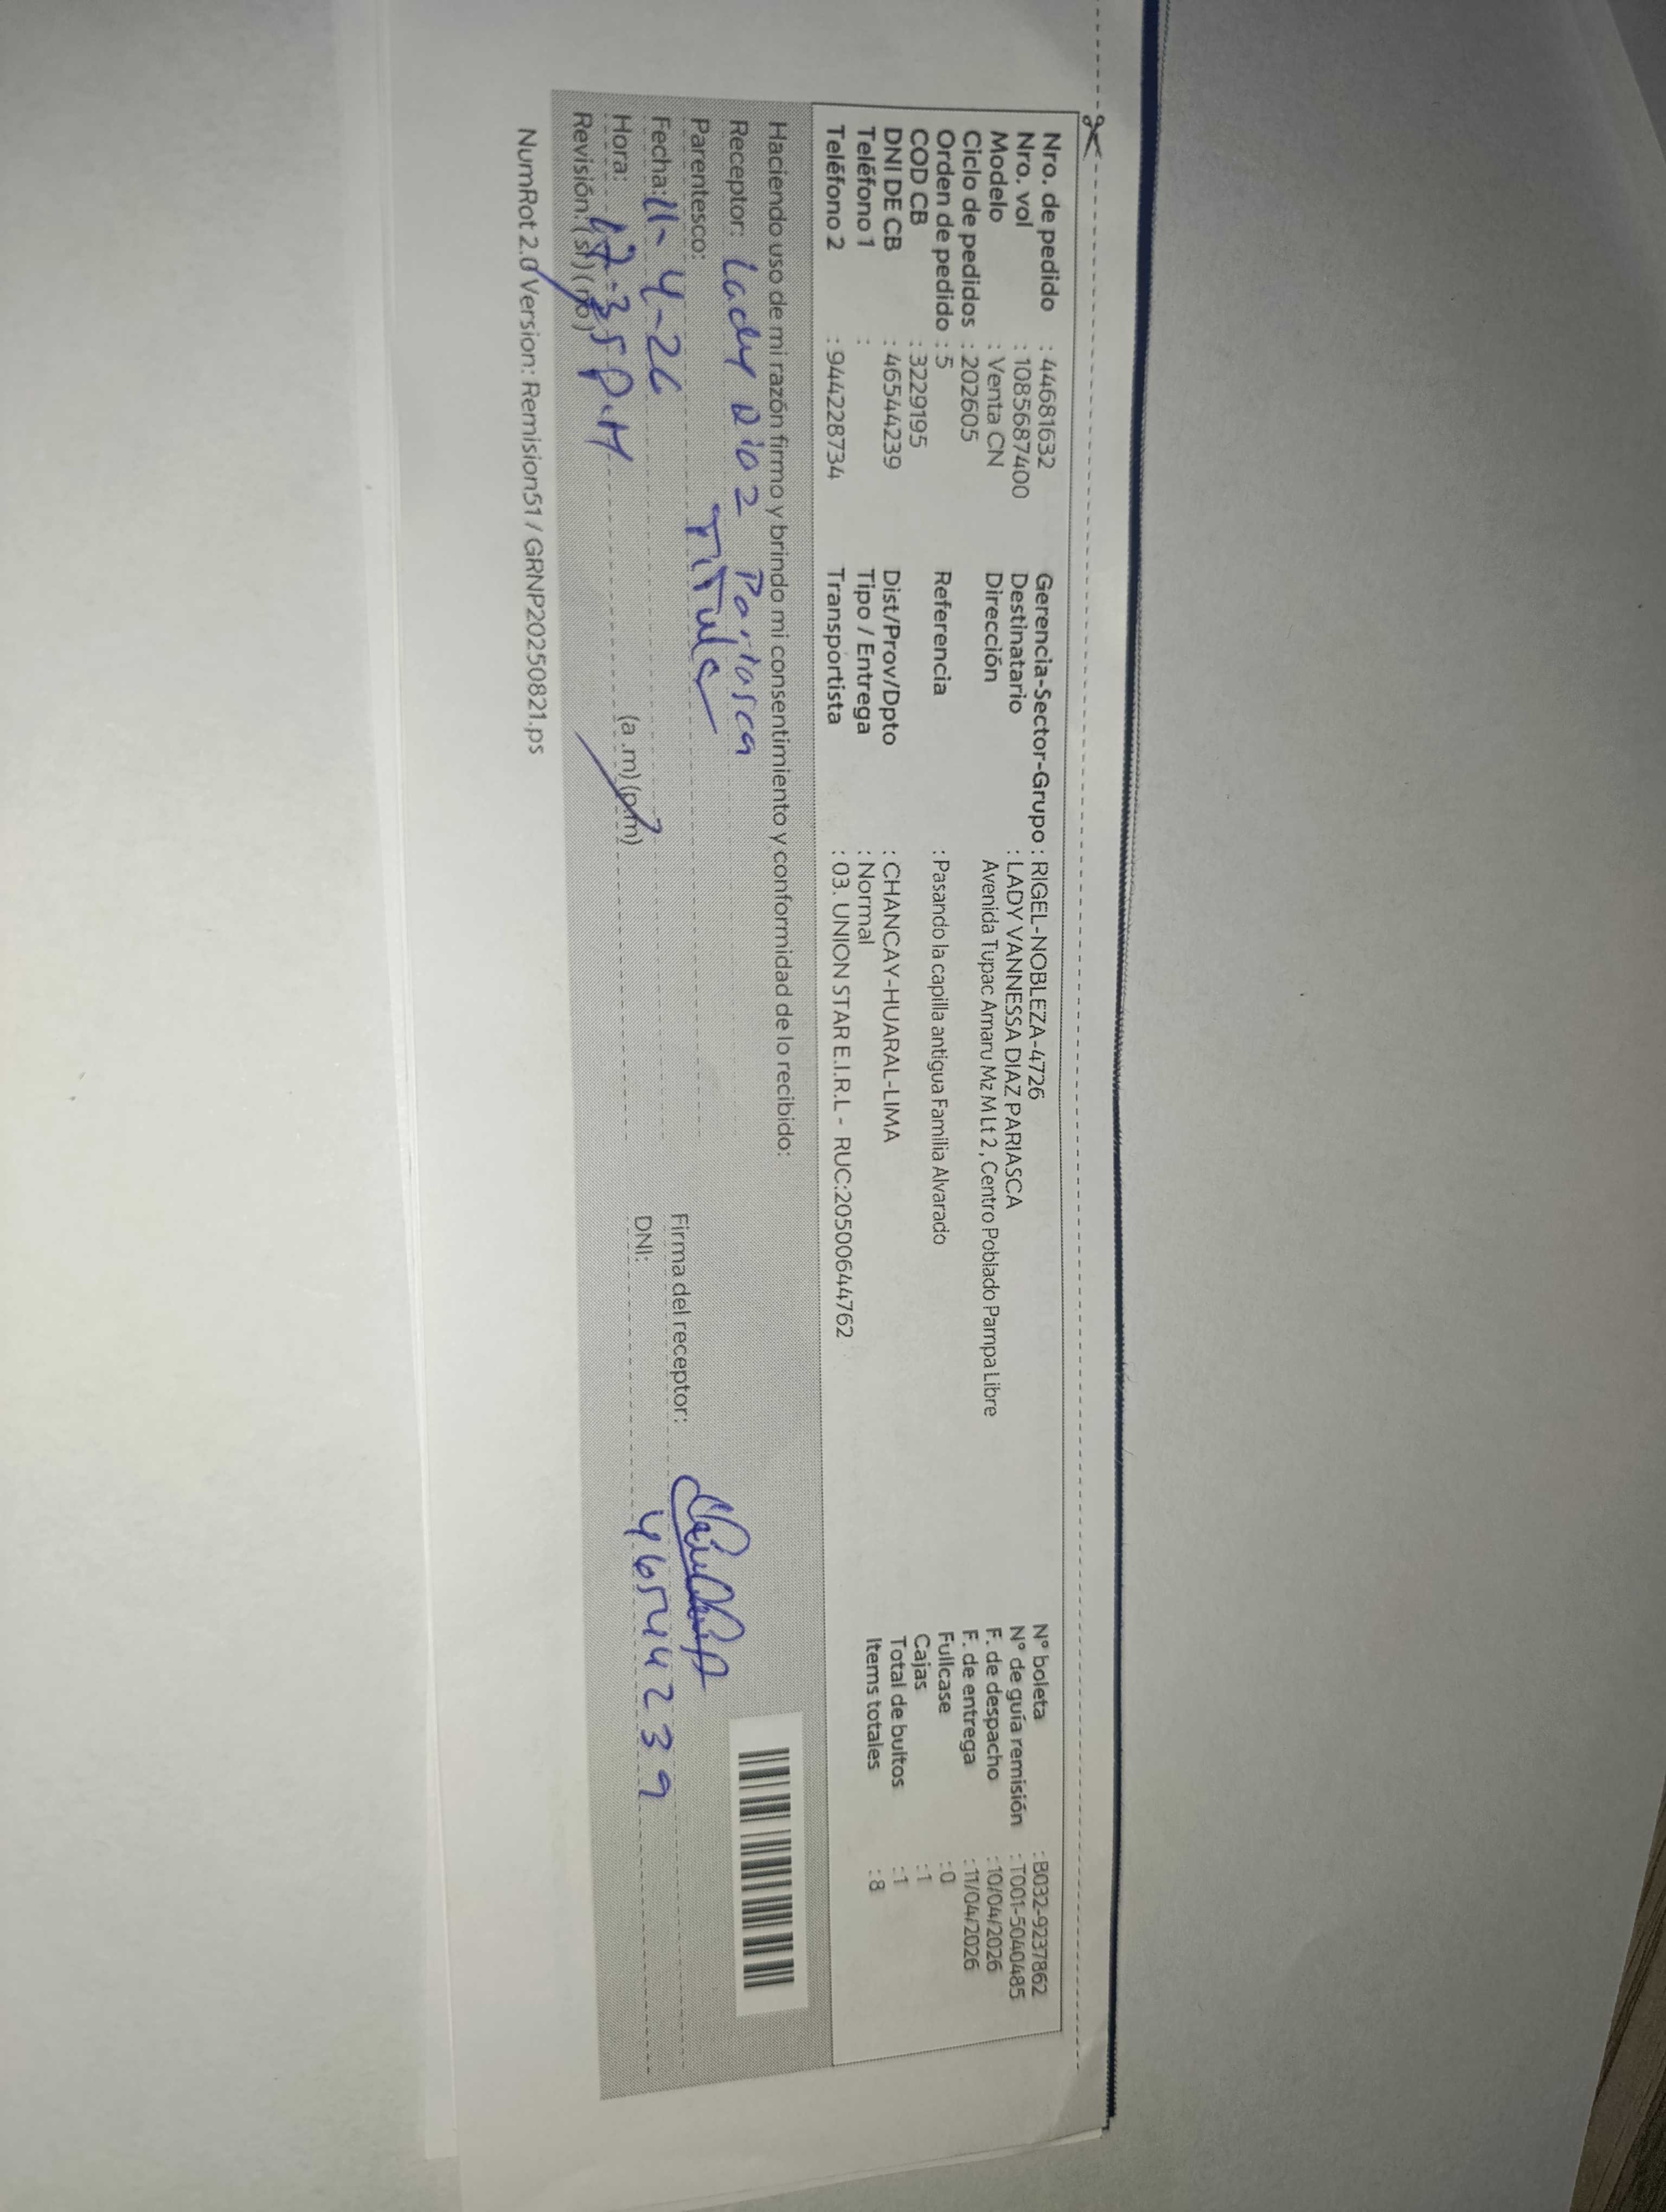 Nro. de pedido : 44681632
Nro. vol : 1085687400
Modelo : Venta CN
Ciclo de pedidos : 202605
Orden de pedido : 5
COD CB : 3229195
DNI DE CB : 46544239
Teléfono 1 :
Teléfono 2 : 944228734
Gerencia-Sector-Grupo : RIGEL-NOBLEZA-4726
Destinatario : LADY VANNESSA DIAZ PARIASCA
Dirección Avenida Tupac Amaru Mz M Lt 2, Centro Poblado Pampa Libre
Referencia : Pasando la capilla antigua Familia Alvarado
Dist/Prov/Dpto : CHANCAY-HUARAL-LIMA
Tipo / Entrega : Normal
Transportista : 03. UNION STAR E.I.R.L - RUC:20500644762
N° boleta : B032-9237862
N° de guía remisión : T001-5040485
F. de despacho : 10/04/2026
F. de entrega : 11/04/2026
Fullcase : 0
Cajas : 1
Total de bultos : 1
Items totales : 8
Haciendo uso de mi razón firmo y brindo mi consentimiento y conformidad de lo recibido:
Receptor: Lady Diaz Pariasca
Parentesco: Titular
Fecha: 11-4-26
Hora: 17:35 P.M (a.m) (p.m)
Revisión: (si) (no)
Firma del receptor:
DNI: 46544239
NumRot 2.0 Version: Remision51 / GRNP20250821.ps